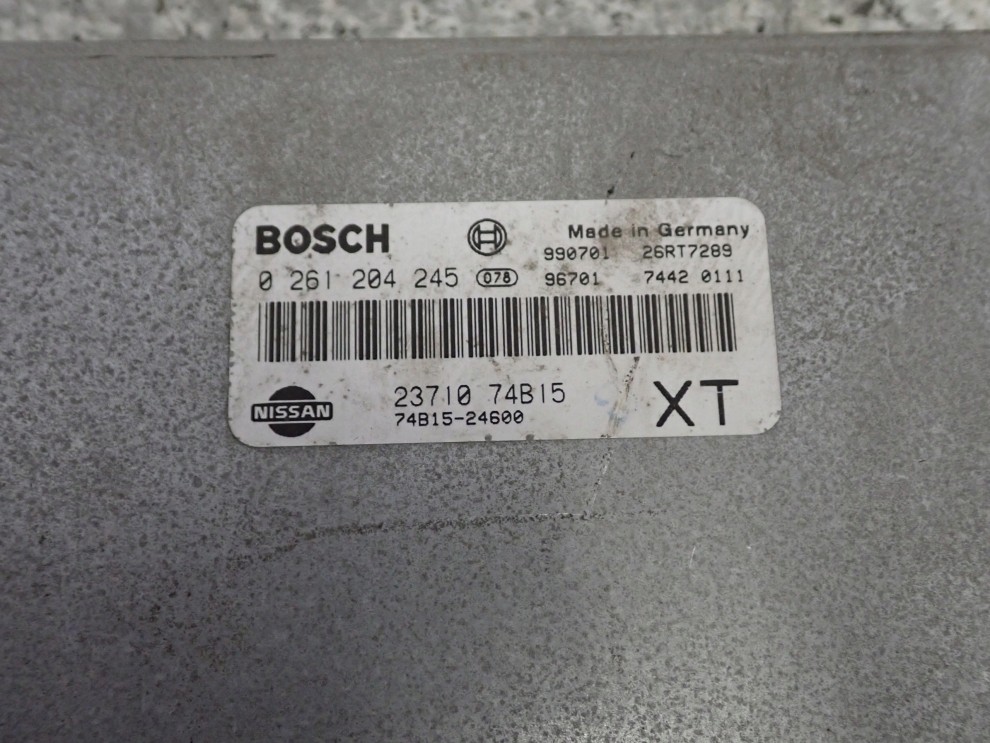 BOSCH Made in Germany
990701 26RT7289
0 261 204 245 078 96701 7442 0111
NISSAN 23710 74B15 XT
74B15-24600